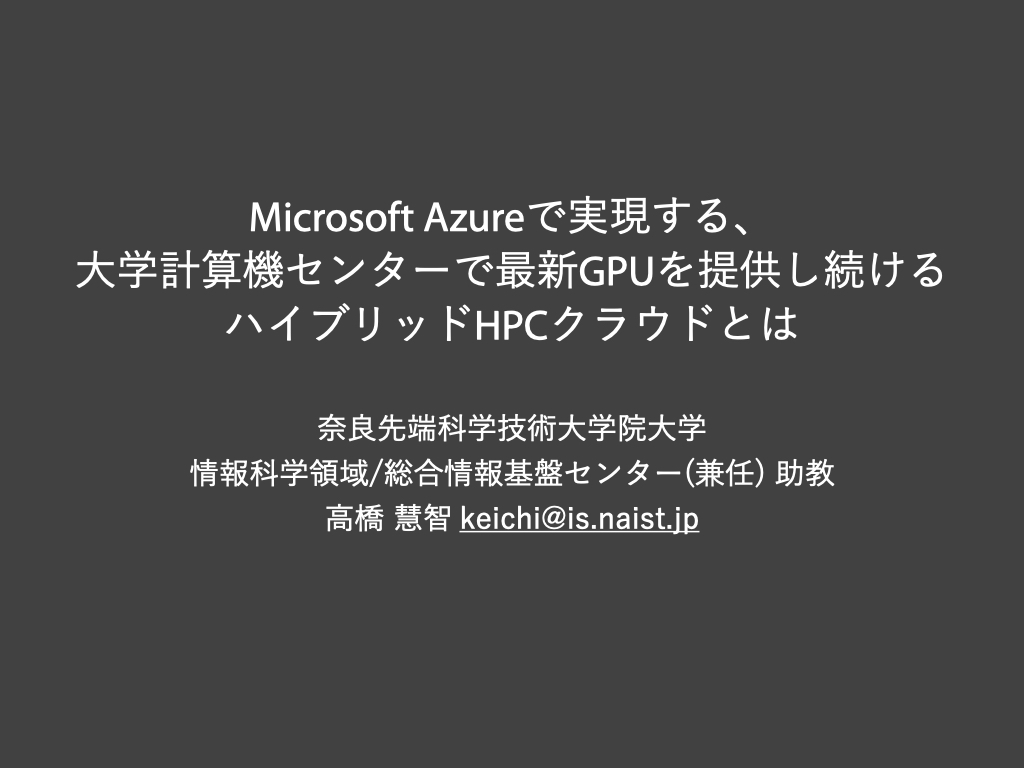 Microsoft Azureで実現する、
大学計算機センターで最新GPUを提供し続ける
ハイブリッドHPCクラウドとは
奈良先端科学技術大学院大学
情報科学領域/総合情報基盤センター(兼任) 助教
高橋 慧智 keichi@is.naist.jp